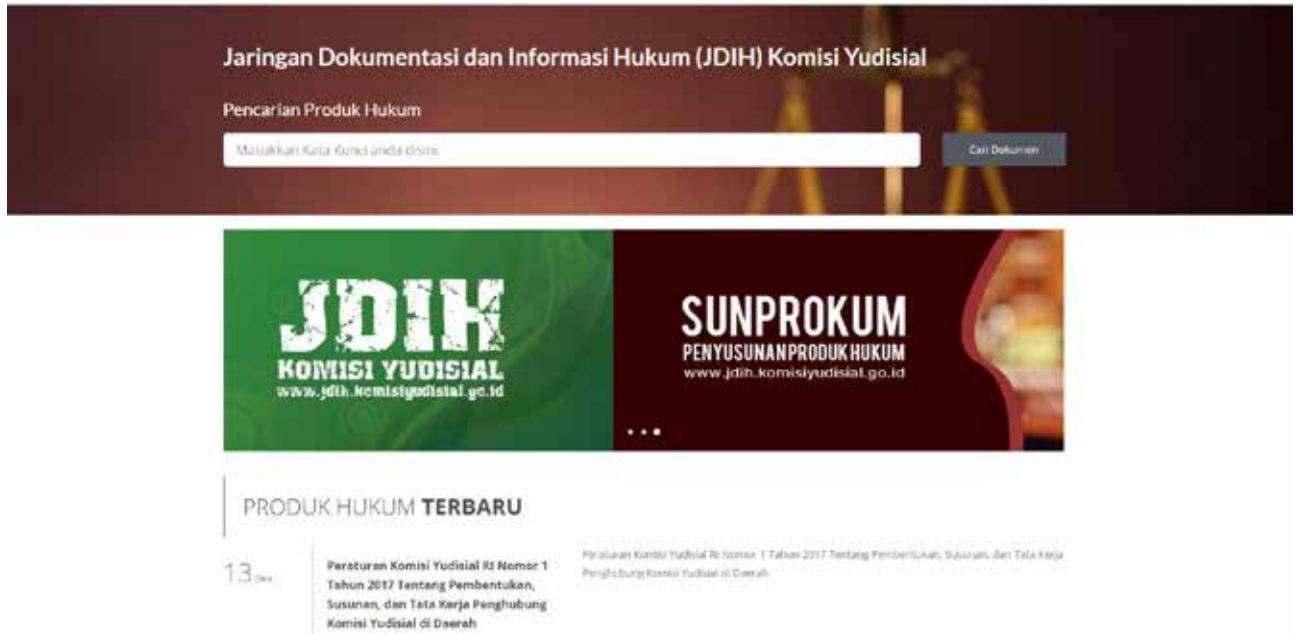 Jaringan Dokumentasi dan Informasi Hukum (JDIH) Komisi Yudisial
Pencarian Produk Hukum
Masukkan Kata Kunci anda disini
Cari Dokumen
JDIH
KOMISI YUDISIAL
www.jdih.komisiyudisial.go.id
SUNPROKUM
PENYUSUNAN PRODUK HUKUM
www.jdih.komisiyudisial.go.id
PRODUK HUKUM TERBARU
13 Des
Peraturan Komisi Yudisial RI Nomor 1
Tahun 2017 Tentang Pembentukan,
Susunan, dan Tata Kerja Penghubung
Komisi Yudisial di Daerah
Peraturan Komisi Yudisial RI Nomor 1 Tahun 2017 Tentang Pembentukan, Susunan, dan Tata Kerja
Penghubung Komisi Yudisial di Daerah